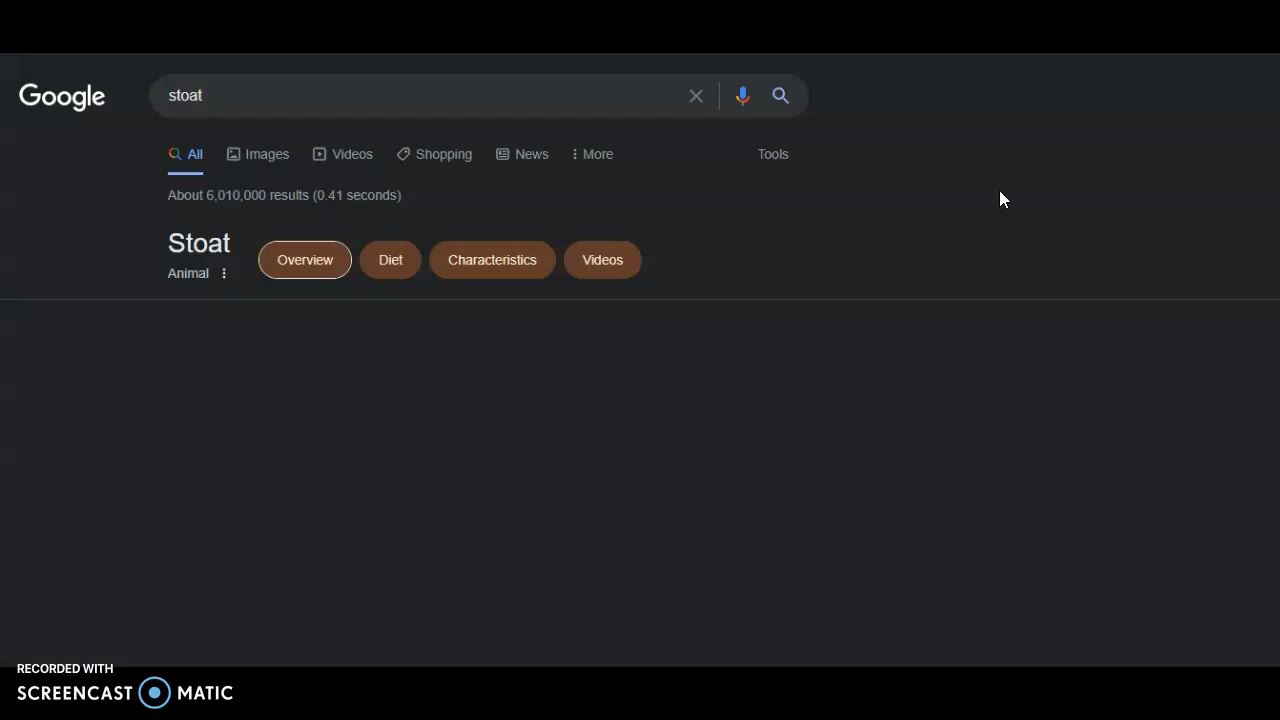 Google
stoat
All Images Videos Shopping News More Tools
About 6,010,000 results (0.41 seconds)
Stoat
Animal
Overview Diet Characteristics Videos
RECORDED WITH
SCREENCAST MATIC